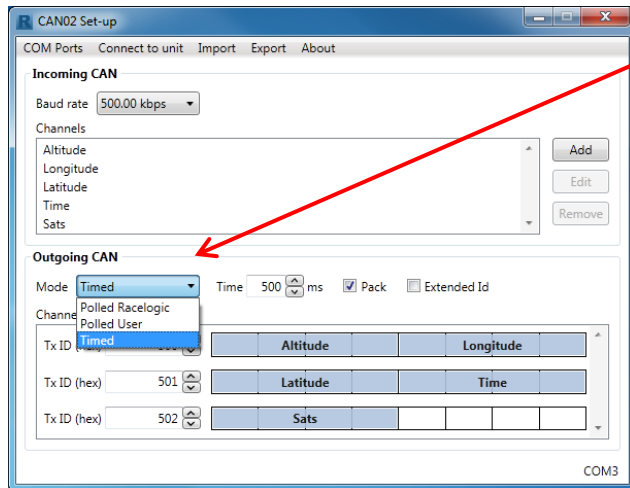 CAN02 Set-up
COM Ports Connect to unit Import Export About
Incoming CAN
Baud rate 500.00 kbps
Channels
Altitude
Longitude
Latitude
Time
Sats
Add
Edit
Remove
Outgoing CAN
Mode Timed Time 500 ms Pack Extended Id
Polled Racelogic
Polled User
Timed
Tx ID (hex) Altitude Longitude
Tx ID (hex) 501 Latitude Time
Tx ID (hex) 502 Sats
COM3